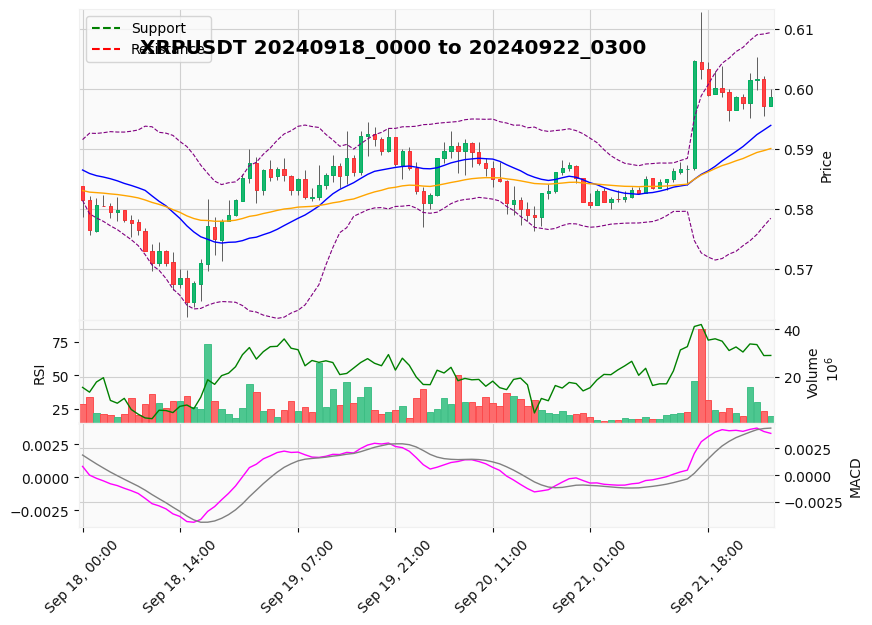 XRPUSDT 20240918_0000 to 20240922_0300
Support
Resistance
0.61
0.60
0.59
0.58
0.57
Price
75
50
25
RSI
40
20
Volume
10^6
0.0025
0.0000
−0.0025
0.0025
0.0000
−0.0025
MACD
Sep 18, 00:00
Sep 18, 14:00
Sep 19, 07:00
Sep 19, 21:00
Sep 20, 11:00
Sep 21, 01:00
Sep 21, 18:00